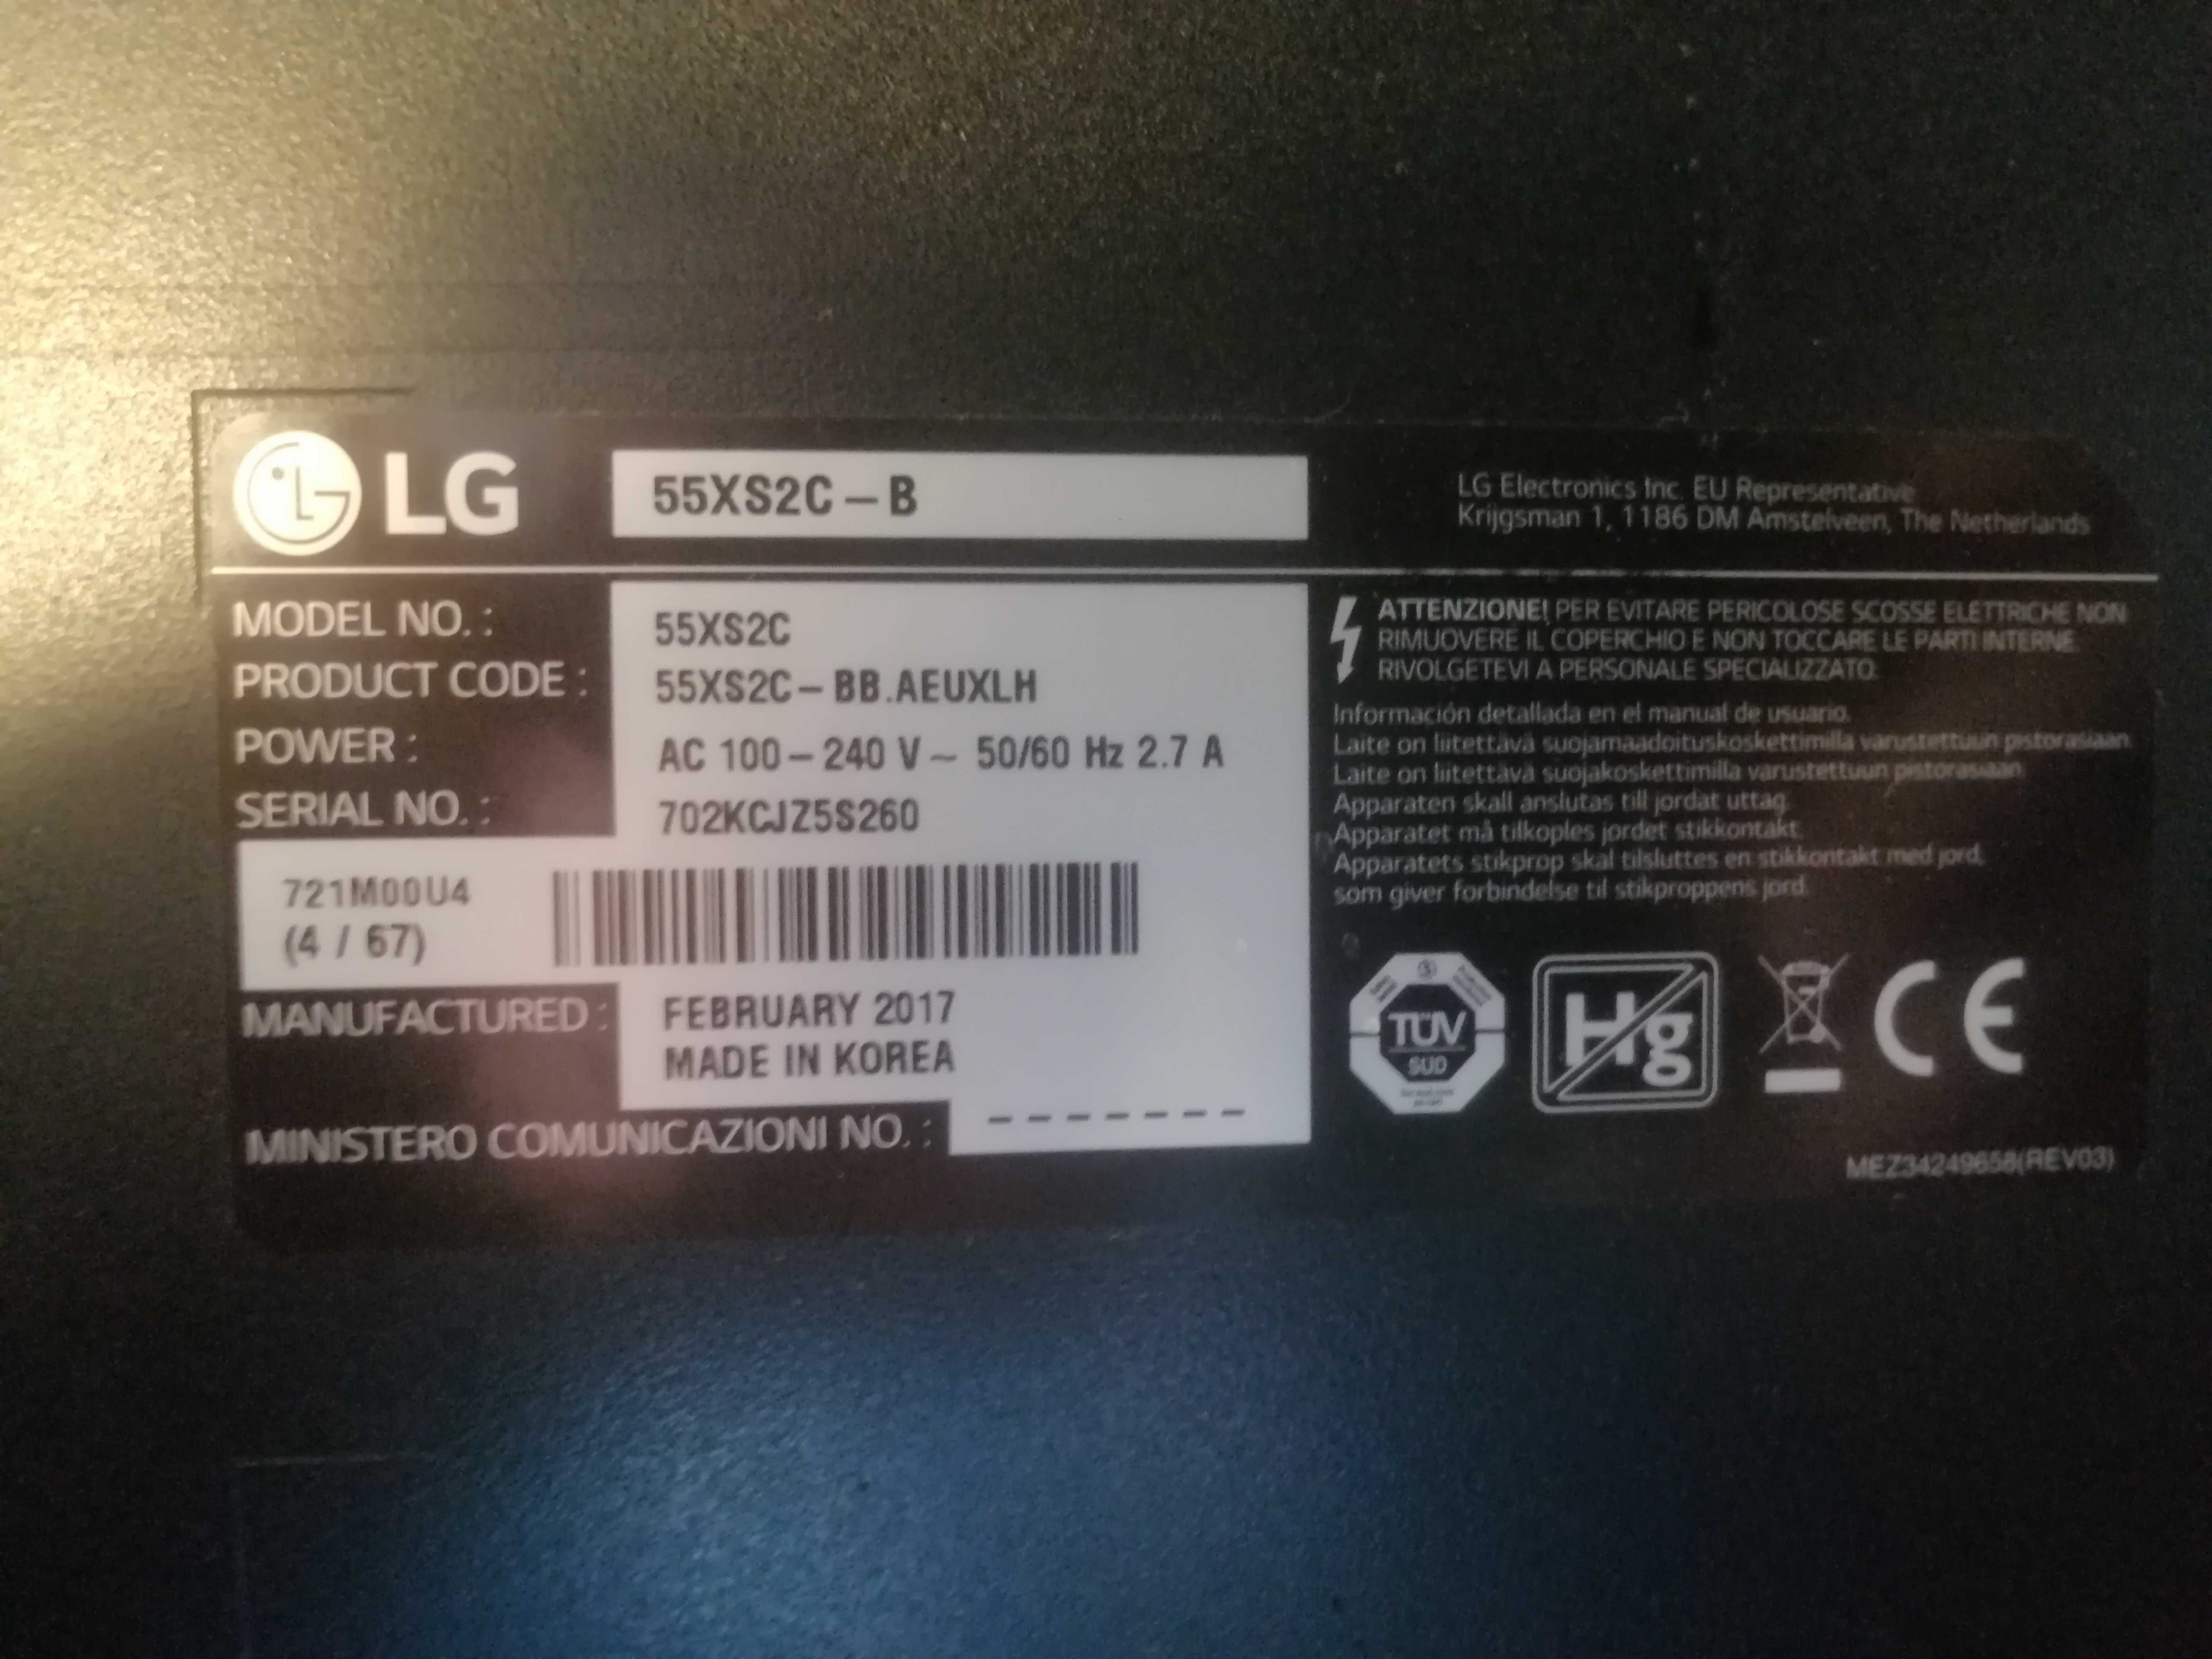 LG
55XS2C-B
LG Electronics Inc. EU Representative
Krijgsman 1, 1186 DM Amstelveen, The Netherlands
MODEL NO. : 55XS2C
PRODUCT CODE : 55XS2C-BB.AEUXLH
POWER : AC 100-240 V~ 50/60 Hz 2.7 A
SERIAL NO. : 702KCJZ5S260
721M00U4
(4 / 67)
MANUFACTURED : FEBRUARY 2017
MADE IN KOREA
MINISTERO COMUNICAZIONI NO. : -------
ATTENZIONE! PER EVITARE PERICOLOSE SCOSSE ELETTRICHE NON
RIMUOVERE IL COPERCHIO E NON TOCCARE LE PARTI INTERNE.
RIVOLGETEVI A PERSONALE SPECIALIZZATO.
Información detallada en el manual de usuario.
Laite on liitettävä suojamaadoituskoskettimilla varustettuun pistorasiaan.
Laite on liitettävä suojakoskettimilla varustettuun pistorasiaan
Apparaten skall anslutas till jordat uttag.
Apparatet må tilkoples jordet stikkontakt.
Apparatets stikprop skal tilsluttes en stikkontakt med jord,
som giver forbindelse til stikproppens jord.
TÜV
SÜD
Hg
CE
MEZ34249658(REV03)